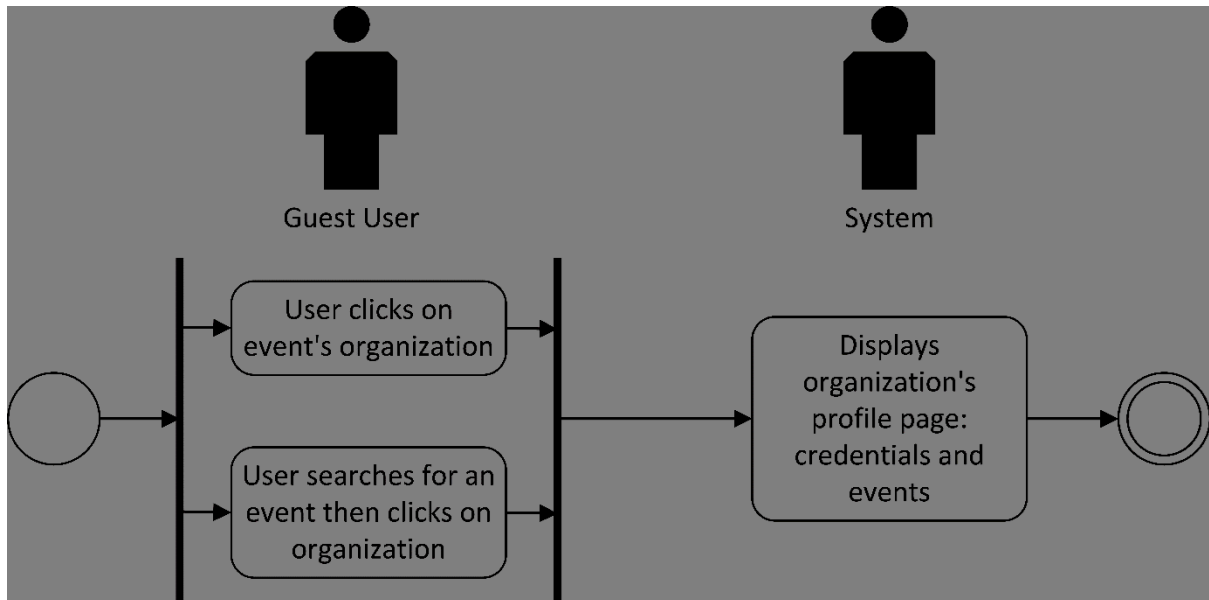 Guest User
System
User clicks on
event's organization
User searches for an
event then clicks on
organization
Displays
organization's
profile page:
credentials and
events